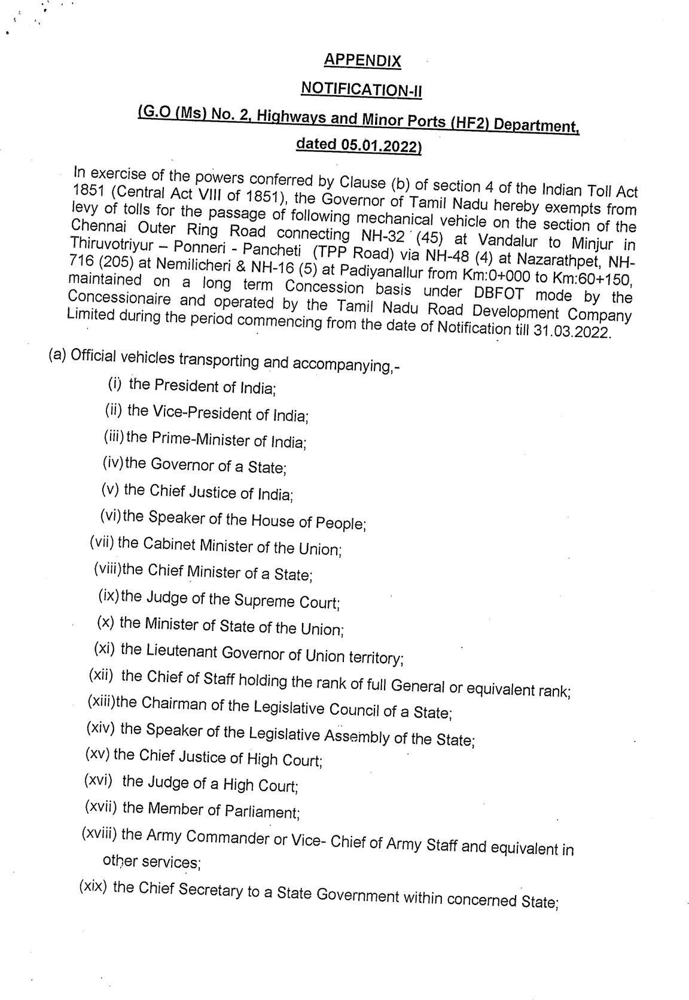 APPENDIX
NOTIFICATION-II
(G.O (Ms) No. 2, Highways and Minor Ports (HF2) Department,
dated 05.01.2022)
In exercise of the powers conferred by Clause (b) of section 4 of the Indian Toll Act
1851 (Central Act VIII of 1851), the Governor of Tamil Nadu hereby exempts from
levy of tolls for the passage of following mechanical vehicle on the section of the
Chennai Outer Ring Road connecting NH-32 (45) at Vandalur to Minjur in
Thiruvotriyur – Ponneri - Pancheti (TPP Road) via NH-48 (4) at Nazarathpet, NH-
716 (205) at Nemilicheri & NH-16 (5) at Padiyanallur from Km:0+000 to Km:60+150,
maintained on a long term Concession basis under DBFOT mode by the
Concessionaire and operated by the Tamil Nadu Road Development Company
Limited during the period commencing from the date of Notification till 31.03.2022.
(a) Official vehicles transporting and accompanying,-
(i) the President of India;
(ii) the Vice-President of India;
(iii) the Prime-Minister of India;
(iv) the Governor of a State;
(v) the Chief Justice of India;
(vi) the Speaker of the House of People;
(vii) the Cabinet Minister of the Union;
(viii) the Chief Minister of a State;
(ix) the Judge of the Supreme Court;
(x) the Minister of State of the Union;
(xi) the Lieutenant Governor of Union territory;
(xii) the Chief of Staff holding the rank of full General or equivalent rank;
(xiii) the Chairman of the Legislative Council of a State;
(xiv) the Speaker of the Legislative Assembly of the State;
(xv) the Chief Justice of High Court;
(xvi) the Judge of a High Court;
(xvii) the Member of Parliament;
(xviii) the Army Commander or Vice- Chief of Army Staff and equivalent in
other services;
(xix) the Chief Secretary to a State Government within concerned State;